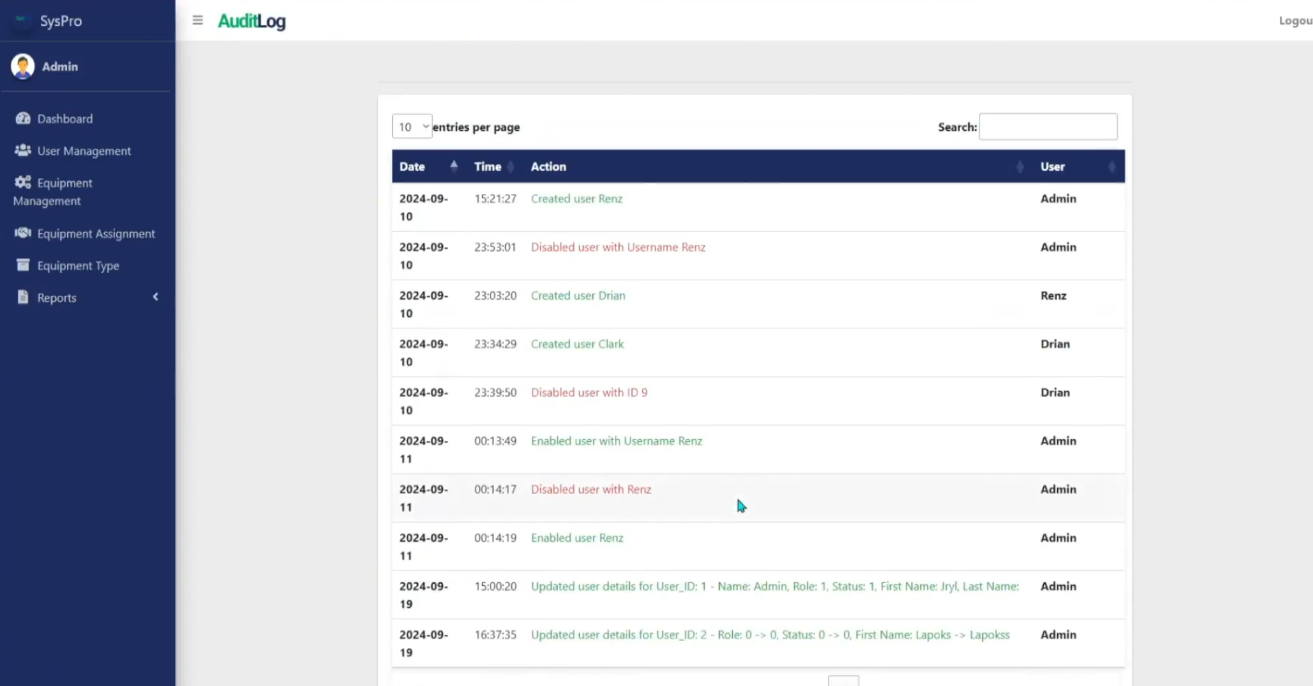 SysPro
AuditLog
Logou
Admin
Dashboard
User Management
Equipment
Management
Equipment Assignment
Equipment Type
Reports
10 entries per page
Search:
Date Time Action User
2024-09-
10
15:21:27 Created user Renz Admin
2024-09-
10
23:53:01 Disabled user with Username Renz Admin
2024-09-
10
23:03:20 Created user Drian Renz
2024-09-
10
23:34:29 Created user Clark Drian
2024-09-
10
23:39:50 Disabled user with ID 9 Drian
2024-09-
11
00:13:49 Enabled user with Username Renz Admin
2024-09-
11
00:14:17 Disabled user with Renz Admin
2024-09-
11
00:14:19 Enabled user Renz Admin
2024-09-
19
15:00:20 Updated user details for User_ID: 1 - Name: Admin, Role: 1, Status: 1, First Name: Jryl, Last Name: Admin
2024-09-
19
16:37:35 Updated user details for User_ID: 2 - Role: 0 -> 0, Status: 0 -> 0, First Name: Lapoks -> Lapokss Admin